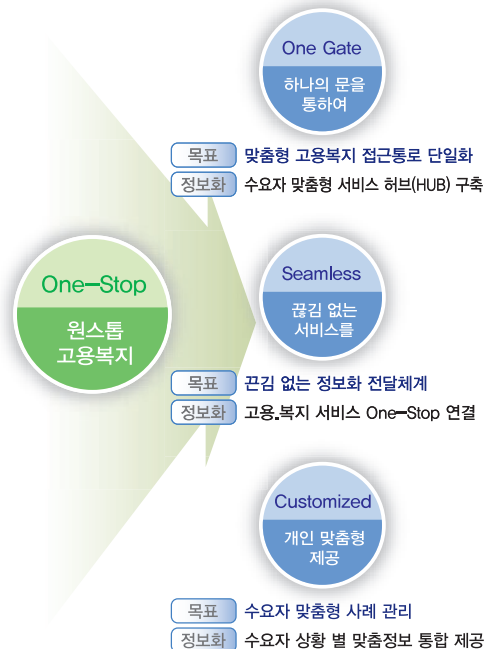 One Gate
하나의 문을
통하여
목표 맞춤형 고용복지 접근통로 단일화
정보화 수요자 맞춤형 서비스 허브(HUB) 구축
One-Stop
원스톱
고용복지
Seamless
끊김 없는
서비스를
목표 끈김 없는 정보화 전달체계
정보화 고용.복지 서비스 One-Stop 연결
Customized
개인 맞춤형
제공
목표 수요자 맞춤형 사례 관리
정보화 수요자 상황 별 맞춤정보 통합 제공